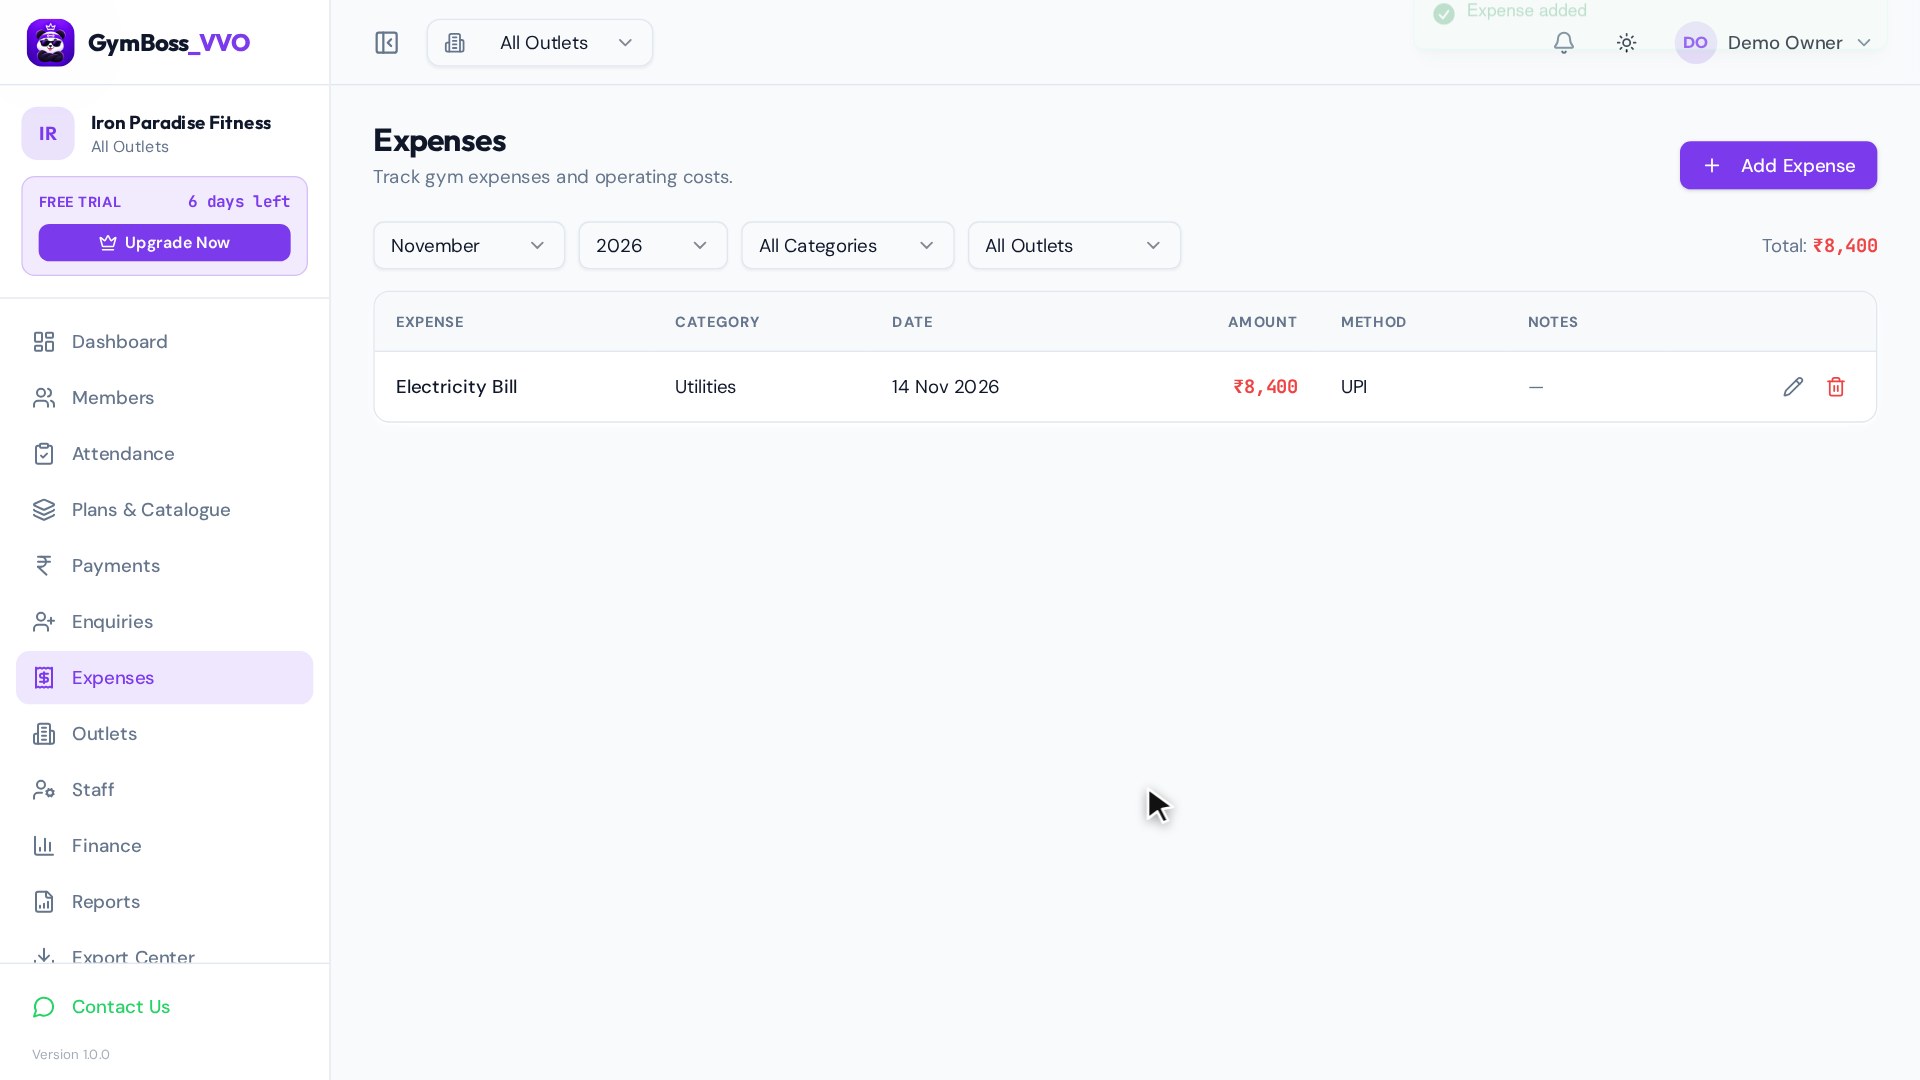 GymBoss_VVO
All Outlets
Expense added
DO
Demo Owner
IR
Iron Paradise Fitness
All Outlets
FREE TRIAL
6 days left
Upgrade Now
Dashboard
Members
Attendance
Plans & Catalogue
Payments
Enquiries
Expenses
Outlets
Staff
Finance
Reports
Export Center
Contact Us
Version 1.0.0
Expenses
Track gym expenses and operating costs.
Add Expense
November
2026
All Categories
All Outlets
Total: ₹8,400
EXPENSE CATEGORY DATE AMOUNT METHOD NOTES
Electricity Bill Utilities 14 Nov 2026 ₹8,400 UPI —